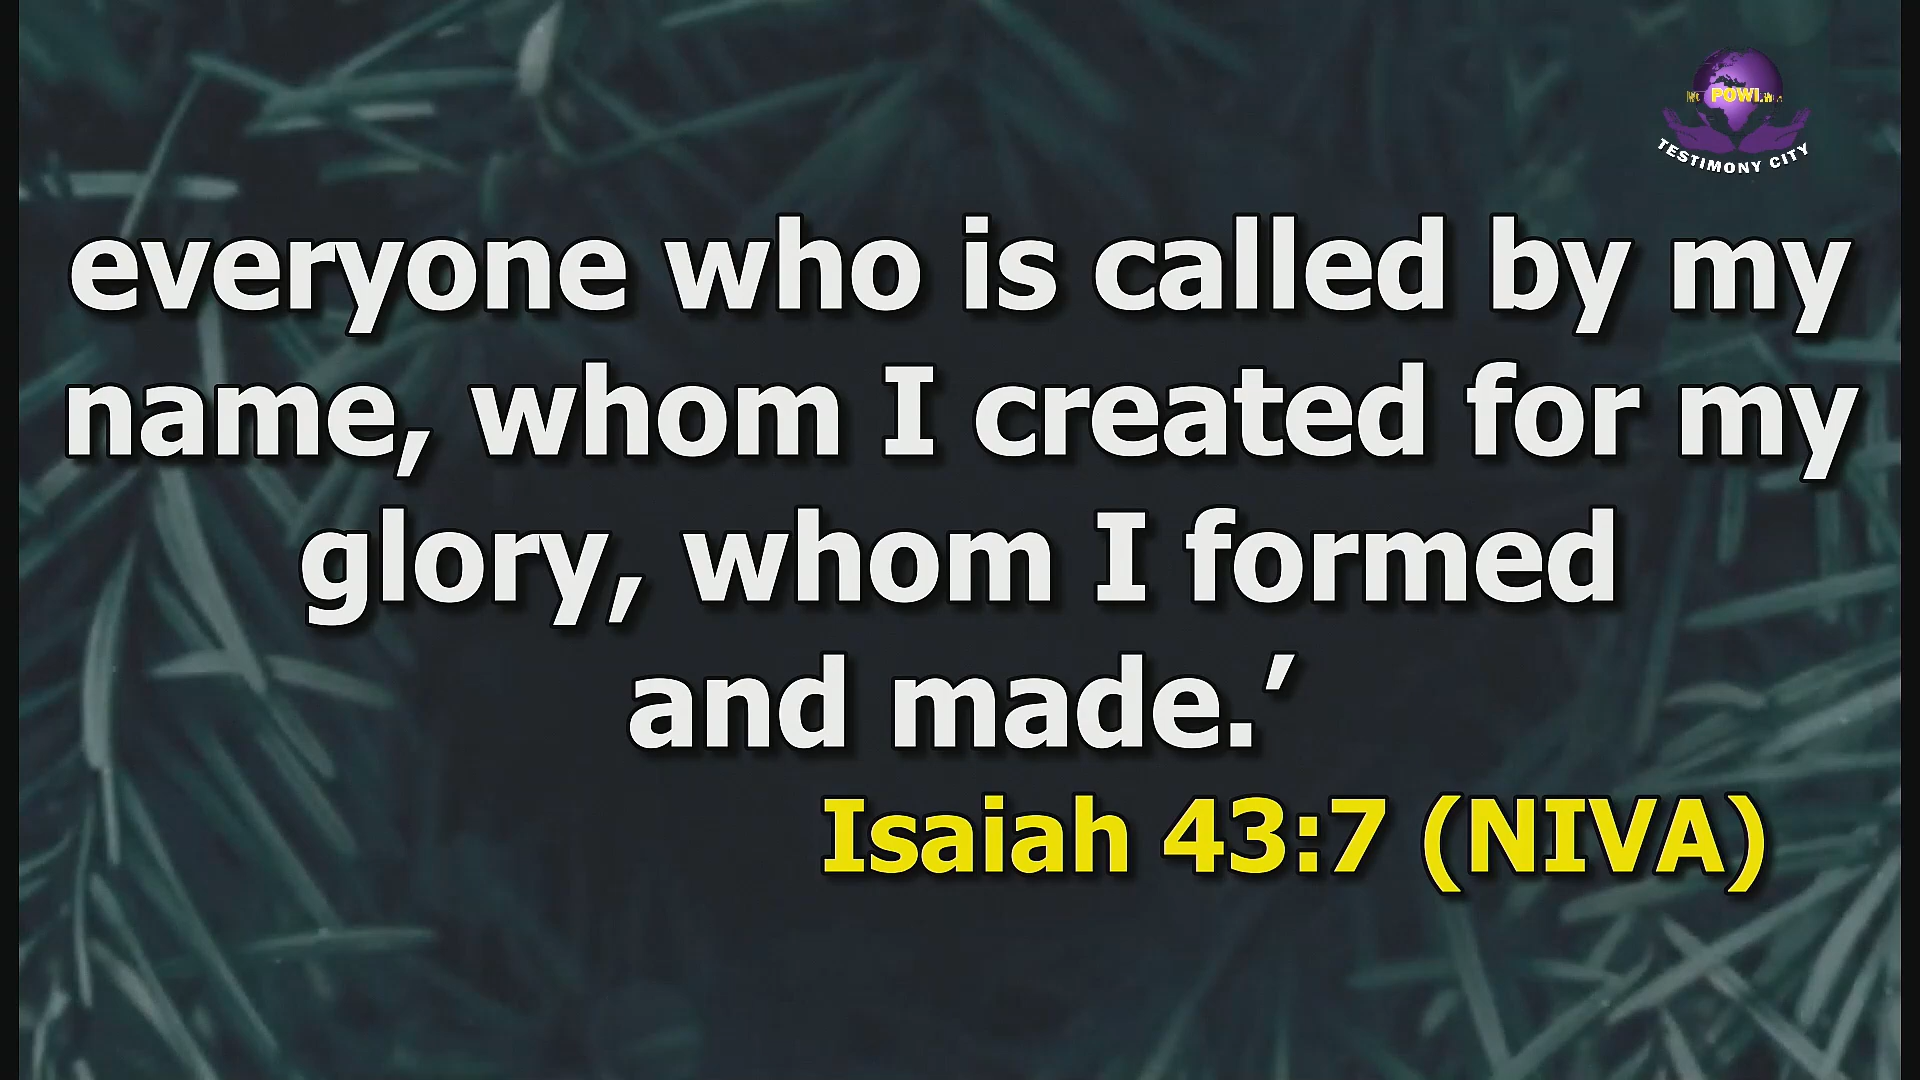 POWI
TESTIMONY CITY
everyone who is called by my
name, whom I created for my
glory, whom I formed
and made.’
Isaiah 43:7 (NIVA)